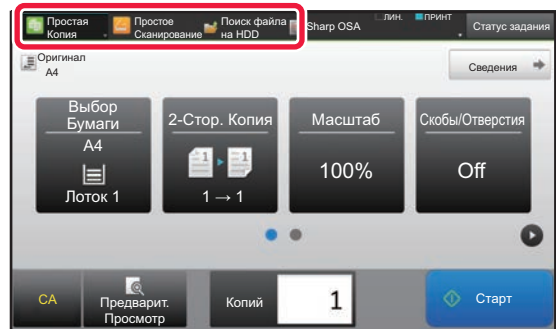 Простая
Копия
Простое
Сканирование
Поиск файла
на HDD
Sharp OSA
ЛИН.
ПРИНТ
Статус задания
Оригинал
A4
Сведения
Выбор
Бумаги
A4
Лоток 1
2-Стор. Копия
1
1
1 → 1
Масштаб
100%
Скобы/Отверстия
Off
CA
Предварит.
Просмотр
Копий
1
Старт